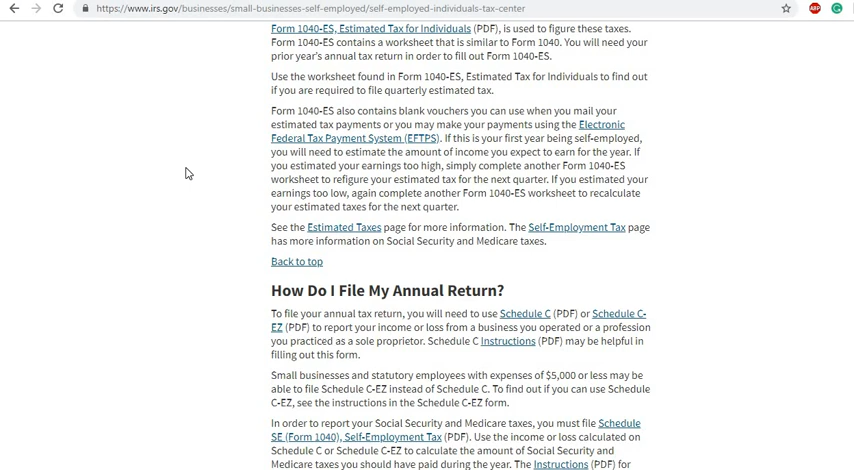 https://www.irs.gov/businesses/small-businesses-self-employed/self-employed-individuals-tax-center
ABP
Form 1040-ES, Estimated Tax for Individuals (PDF), is used to figure these taxes.
Form 1040-ES contains a worksheet that is similar to Form 1040. You will need your
prior year's annual tax return in order to fill out Form 1040-ES.
Use the worksheet found in Form 1040-ES, Estimated Tax for Individuals to find out
if you are required to file quarterly estimated tax.
Form 1040-ES also contains blank vouchers you can use when you mail your
estimated tax payments or you may make your payments using the Electronic
Federal Tax Payment System (EFTPS). If this is your first year being self-employed,
you will need to estimate the amount of income you expect to earn for the year. If
you estimated your earnings too high, simply complete another Form 1040-ES
worksheet to refigure your estimated tax for the next quarter. If you estimated your
earnings too low, again complete another Form 1040-ES worksheet to recalculate
your estimated taxes for the next quarter.
See the Estimated Taxes page for more information. The Self-Employment Tax page
has more information on Social Security and Medicare taxes.
Back to top
How Do I File My Annual Return?
To file your annual tax return, you will need to use Schedule C (PDF) or Schedule C-
EZ (PDF) to report your income or loss from a business you operated or a profession
you practiced as a sole proprietor. Schedule C Instructions (PDF) may be helpful in
filling out this form.
Small businesses and statutory employees with expenses of $5,000 or less may be
able to file Schedule C-EZ instead of Schedule C. To find out if you can use Schedule
C-EZ, see the instructions in the Schedule C-EZ form.
In order to report your Social Security and Medicare taxes, you must file Schedule
SE (Form 1040), Self-Employment Tax (PDF). Use the income or loss calculated on
Schedule C or Schedule C-EZ to calculate the amount of Social Security and
Medicare taxes you should have paid during the year. The Instructions (PDF) for